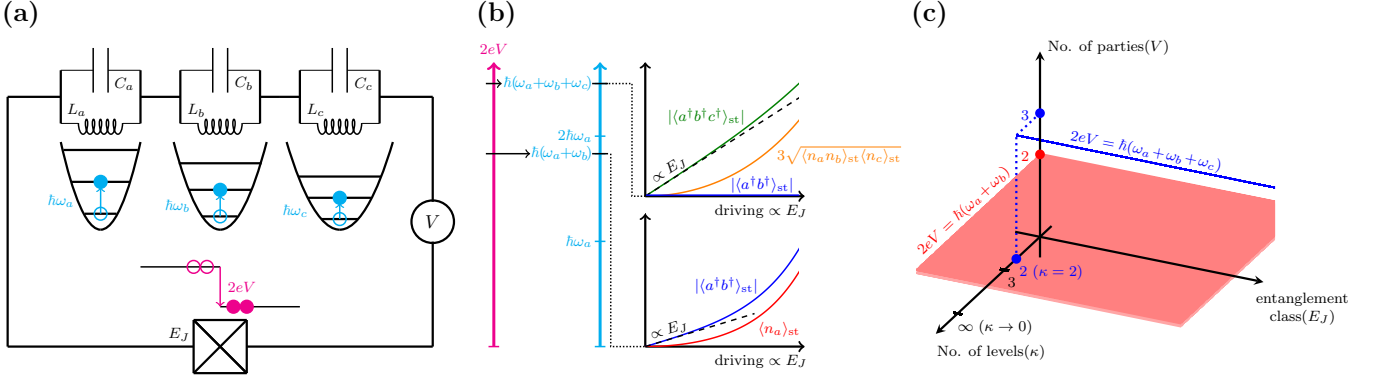 (a)
C_a
C_b
C_c
L_a
L_b
L_c
ħω_a
ħω_b
ħω_c
V
2eV
E_J
(b)
2eV
ħ(ω_a+ω_b+ω_c)
2ħω_a
ħ(ω_a+ω_b)
ħω_a
|⟨a†b†c†⟩_st|
3√⟨n_a n_b⟩_st⟨n_c⟩_st
∝ E_J
|⟨a†b†⟩_st|
driving ∝ E_J
|⟨a†b†⟩_st|
∝ E_J
⟨n_a⟩_st
driving ∝ E_J
(c)
No. of parties(V)
3
2eV = ħ(ω_a + ω_b + ω_c)
2
2eV = ħ(ω_a + ω_b)
2 (κ = 2)
3
entanglement
class(E_J)
∞ (κ → 0)
No. of levels(κ)